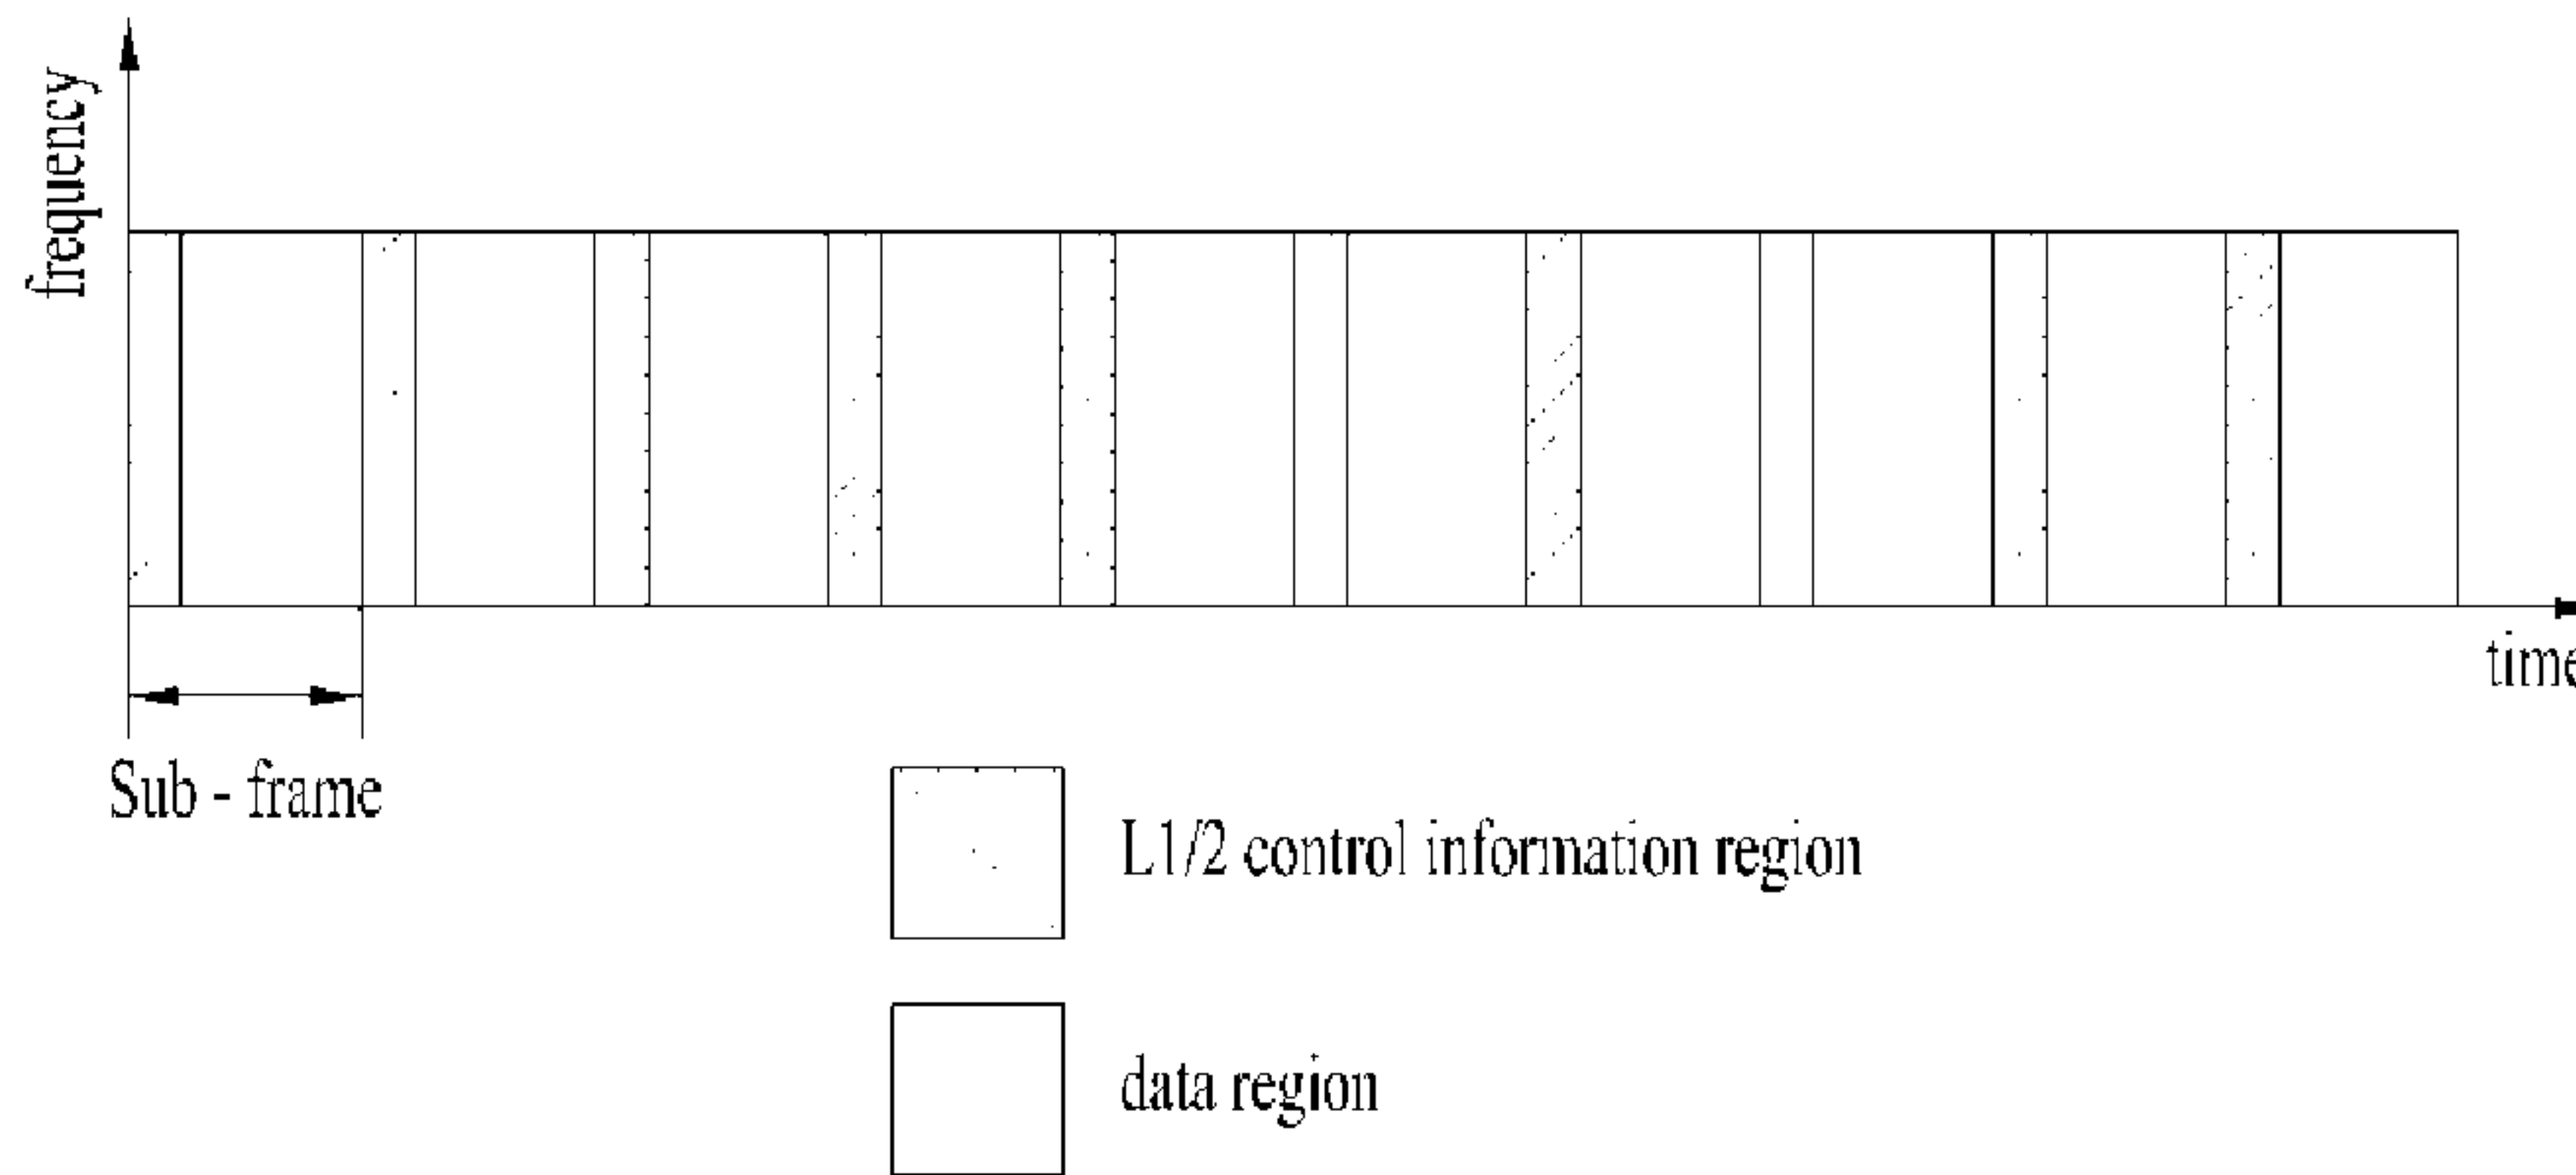 frequency
time
Sub - frame
L1/2 control information region
data region